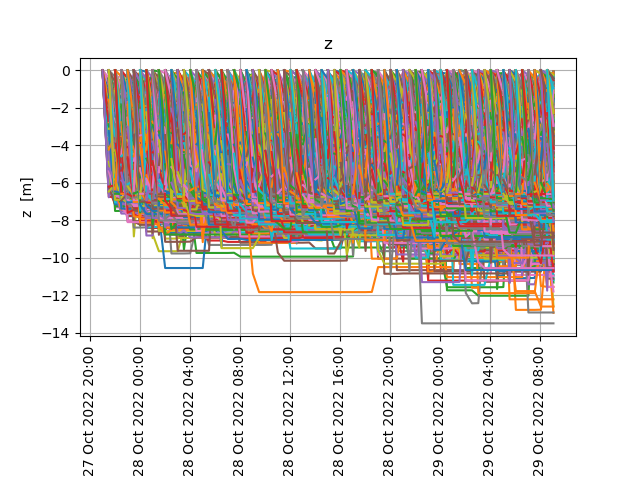 z
0
−2
−4
−6
−8
−10
−12
−14
z [m]
27 Oct 2022 20:00
28 Oct 2022 00:00
28 Oct 2022 04:00
28 Oct 2022 08:00
28 Oct 2022 12:00
28 Oct 2022 16:00
28 Oct 2022 20:00
29 Oct 2022 00:00
29 Oct 2022 04:00
29 Oct 2022 08:00